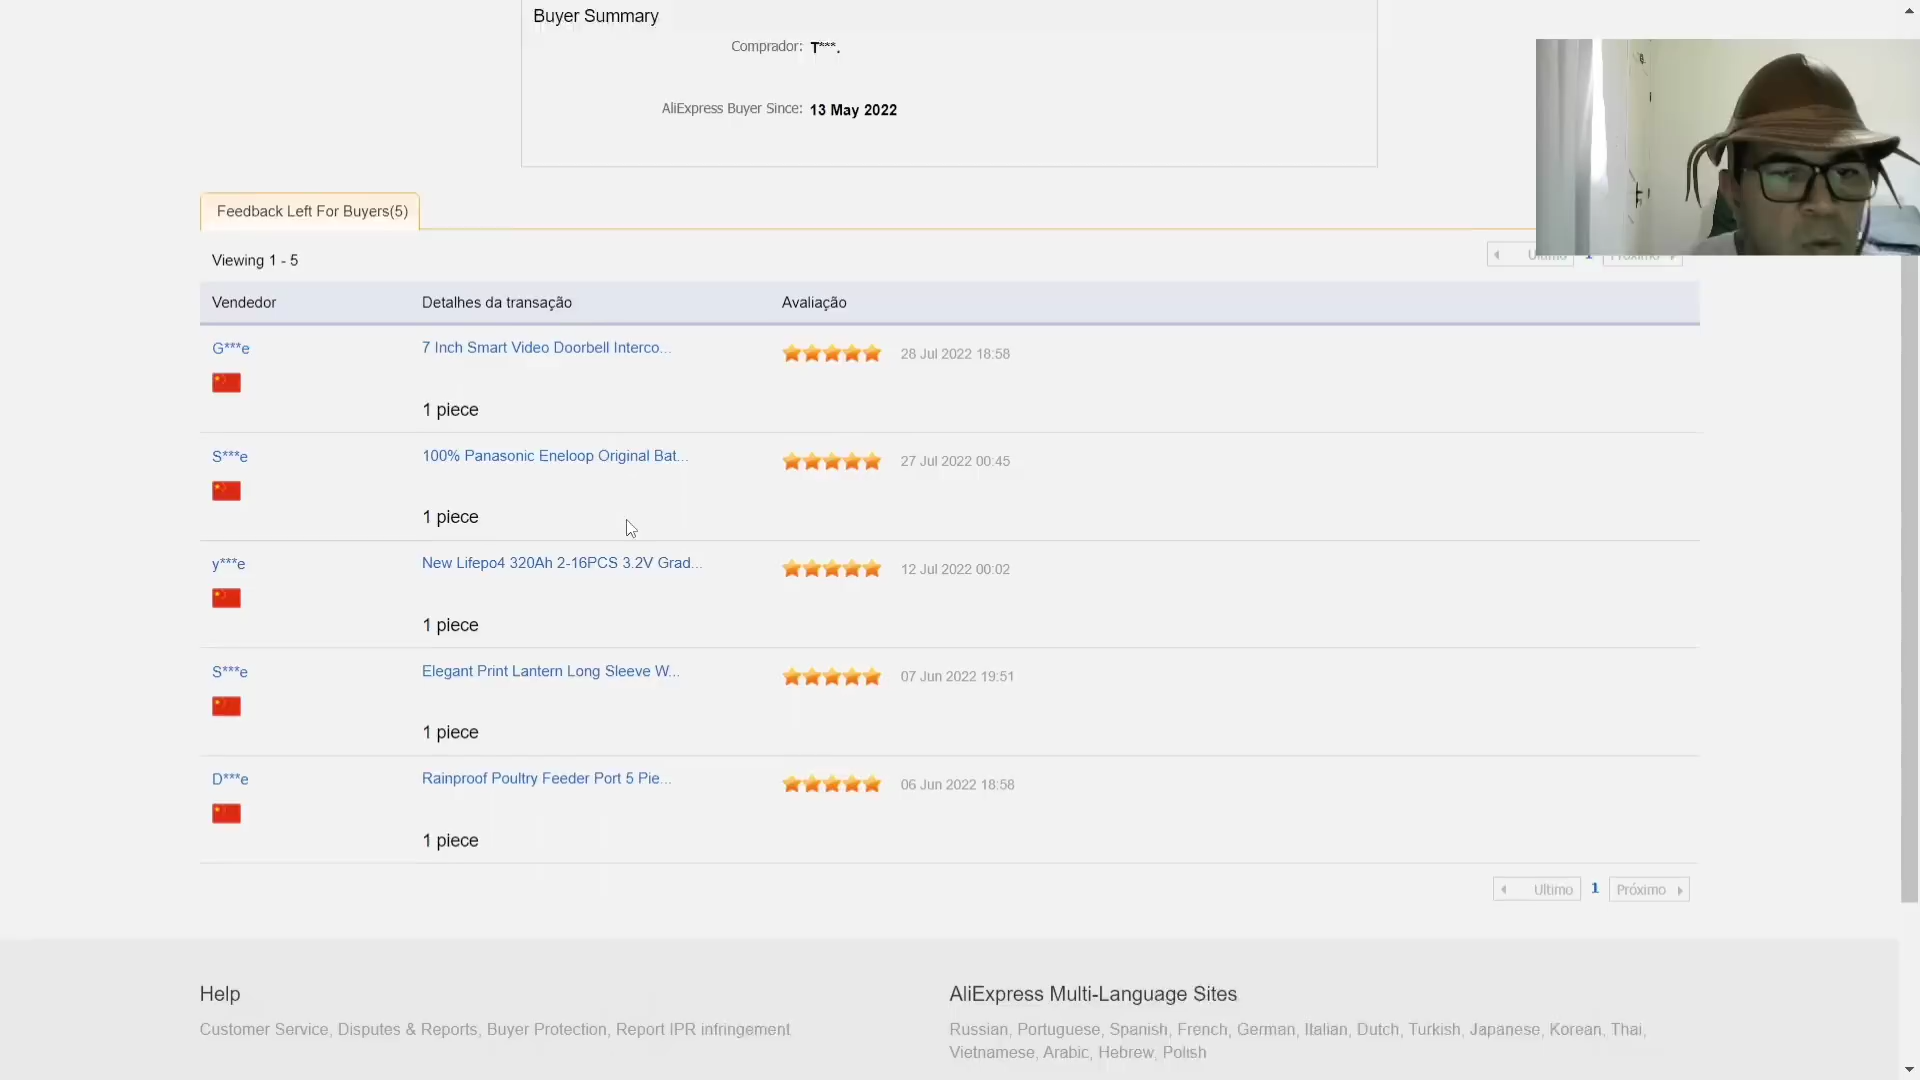 Buyer Summary
Comprador: T***.
AliExpress Buyer Since: 13 May 2022
Feedback Left For Buyers(5)
Viewing 1 - 5
Ultimo 1 Próximo
Vendedor Detalhes da transação Avaliação
G***e 7 Inch Smart Video Doorbell Interco... 28 Jul 2022 18:58
1 piece
S***e 100% Panasonic Eneloop Original Bat... 27 Jul 2022 00:45
1 piece
y***e New Lifepo4 320Ah 2-16PCS 3.2V Grad... 12 Jul 2022 00:02
1 piece
S***e Elegant Print Lantern Long Sleeve W... 07 Jun 2022 19:51
1 piece
D***e Rainproof Poultry Feeder Port 5 Pie... 06 Jun 2022 18:58
1 piece
Ultimo 1 Próximo
Help
Customer Service, Disputes & Reports, Buyer Protection, Report IPR infringement
AliExpress Multi-Language Sites
Russian, Portuguese, Spanish, French, German, Italian, Dutch, Turkish, Japanese, Korean, Thai,
Vietnamese, Arabic, Hebrew, Polish